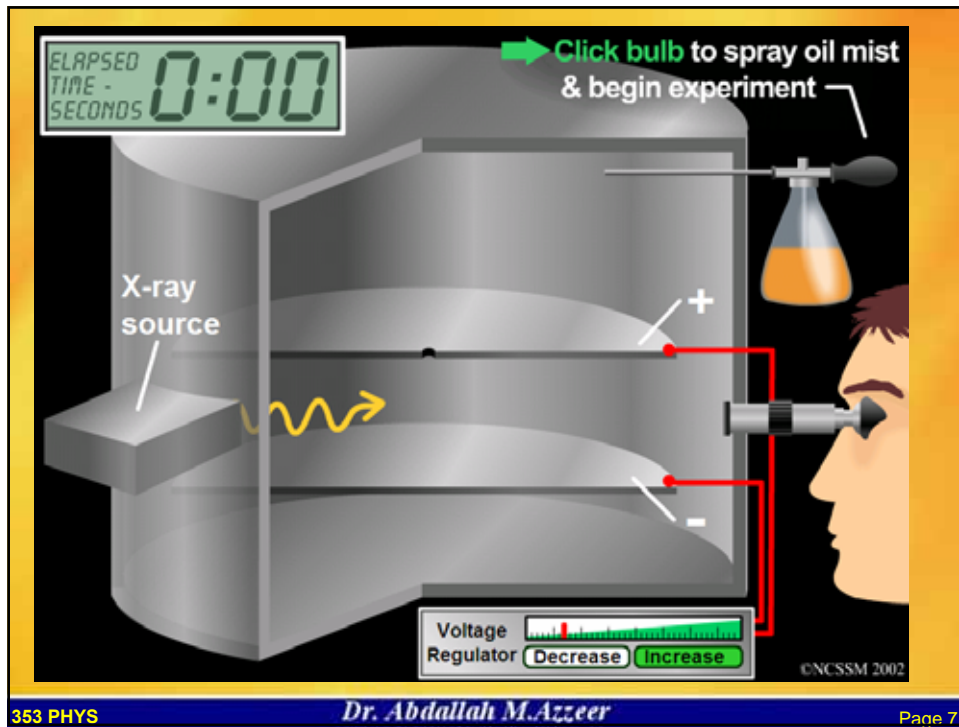 ELAPSED
TIME -
SECONDS
0:00
Click bulb to spray oil mist
& begin experiment
X-ray
source
+
-
Voltage
Regulator
Decrease
Increase
©NCSSM 2002
353 PHYS
Dr. Abdallah M.Azzeer
Page 7